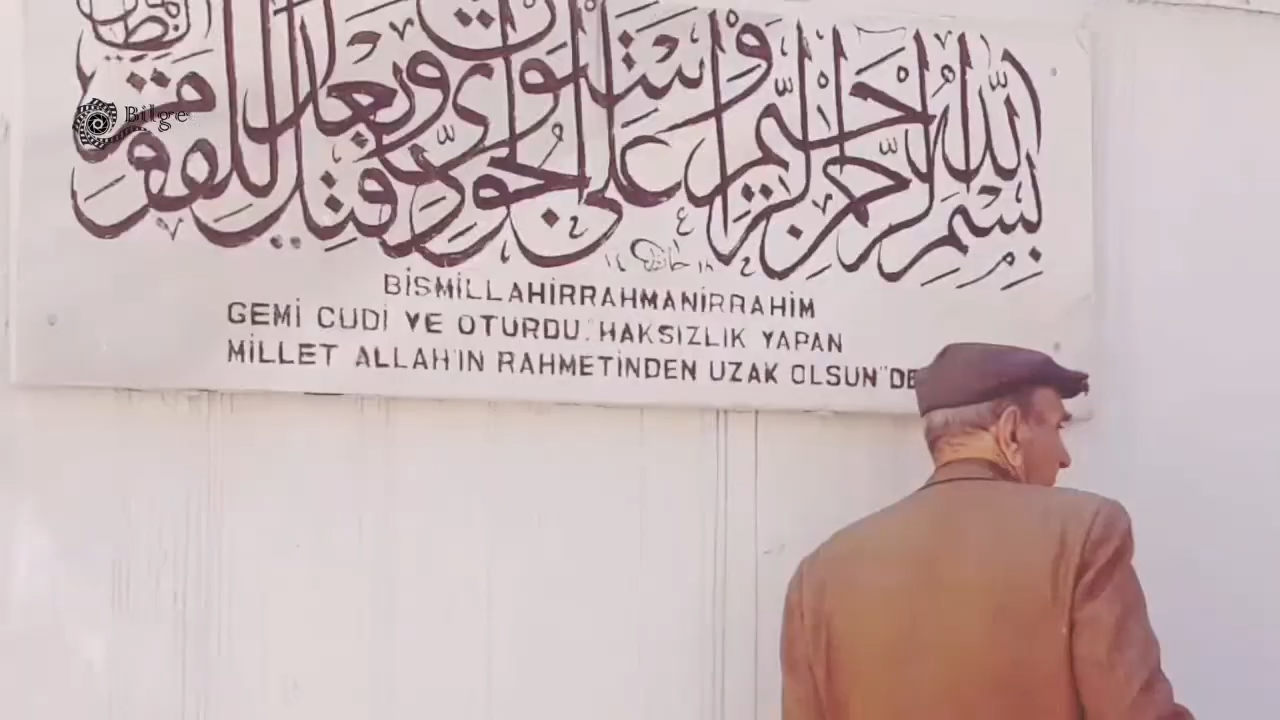 بسم الله الرحمن الرحيم
واستوت على الجودي وقيل بعدا للقوم الظا
Bilge
BİSMİLLAHİRRAHMANİRRAHİM
GEMİ CUDİ YE OTURDU."HAKSIZLIK YAPAN
MİLLET ALLAH'IN RAHMETİNDEN UZAK OLSUN"DE